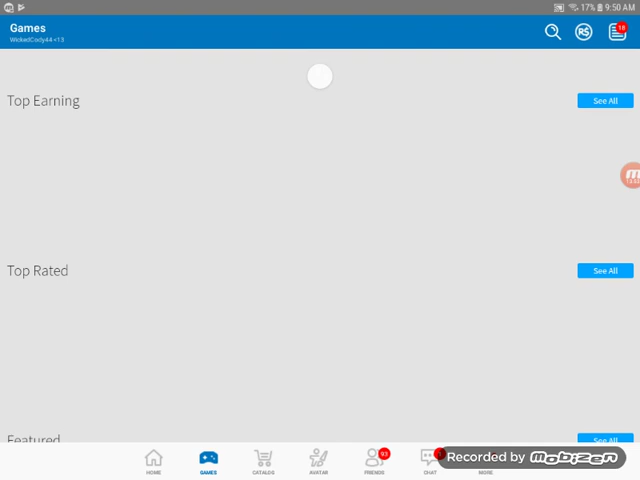 17% 9:50 AM
Games
WickedCody44 <13
R$
18
Top Earning
See All
Top Rated
See All
Featured
See All
HOME
GAMES
CATALOG
AVATAR
FRIENDS
93
CHAT
MORE
Recorded by mobizen